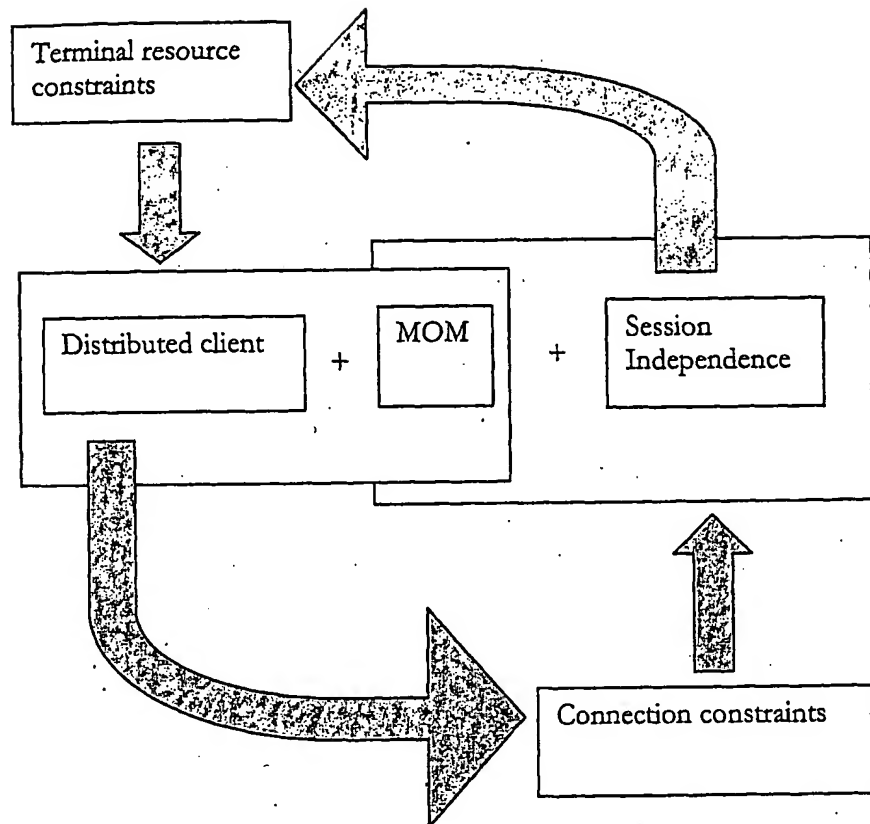 Terminal resource
constraints
Distributed client
+
MOM
+
Session
Independence
Connection constraints